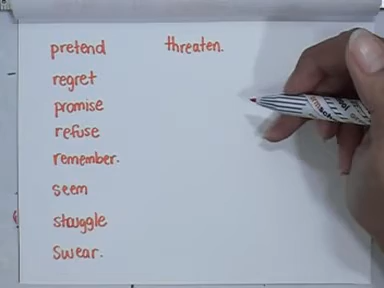 pretend
regret
promise
refuse
remember.
seem
struggle
swear.
threaten.